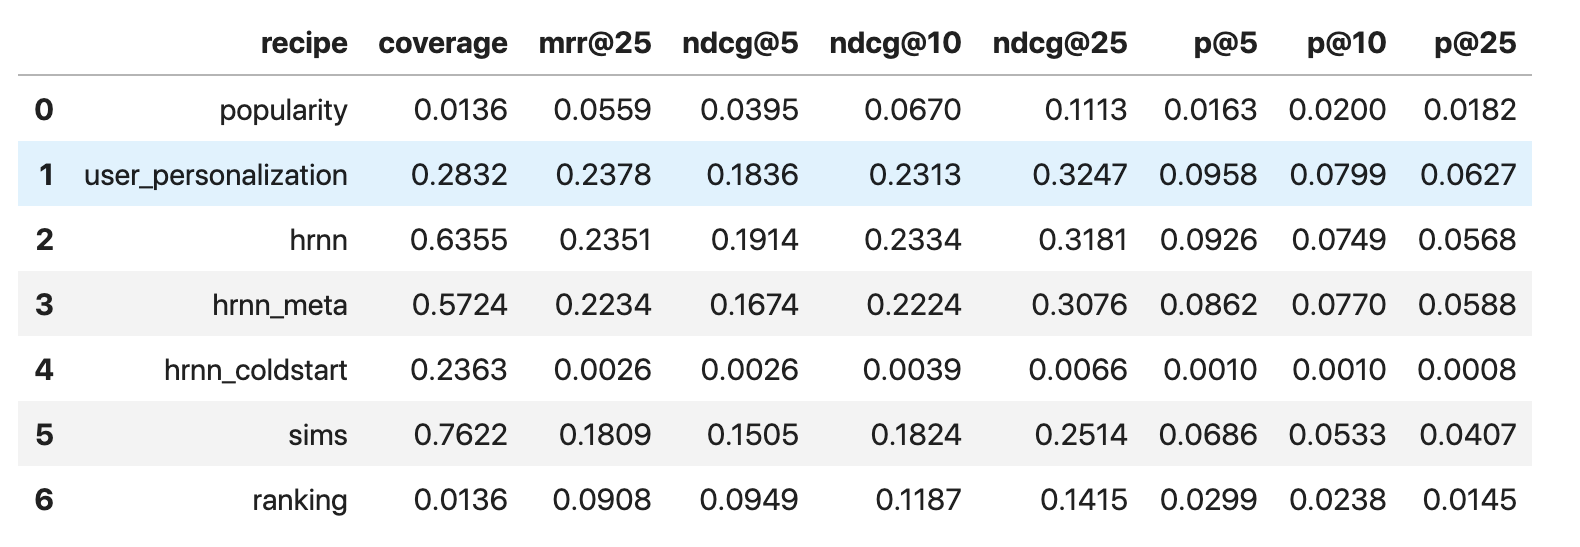 recipe coverage mrr@25 ndcg@5 ndcg@10 ndcg@25 p@5 p@10 p@25
0 popularity 0.0136 0.0559 0.0395 0.0670 0.1113 0.0163 0.0200 0.0182
1 user_personalization 0.2832 0.2378 0.1836 0.2313 0.3247 0.0958 0.0799 0.0627
2 hrnn 0.6355 0.2351 0.1914 0.2334 0.3181 0.0926 0.0749 0.0568
3 hrnn_meta 0.5724 0.2234 0.1674 0.2224 0.3076 0.0862 0.0770 0.0588
4 hrnn_coldstart 0.2363 0.0026 0.0026 0.0039 0.0066 0.0010 0.0010 0.0008
5 sims 0.7622 0.1809 0.1505 0.1824 0.2514 0.0686 0.0533 0.0407
6 ranking 0.0136 0.0908 0.0949 0.1187 0.1415 0.0299 0.0238 0.0145